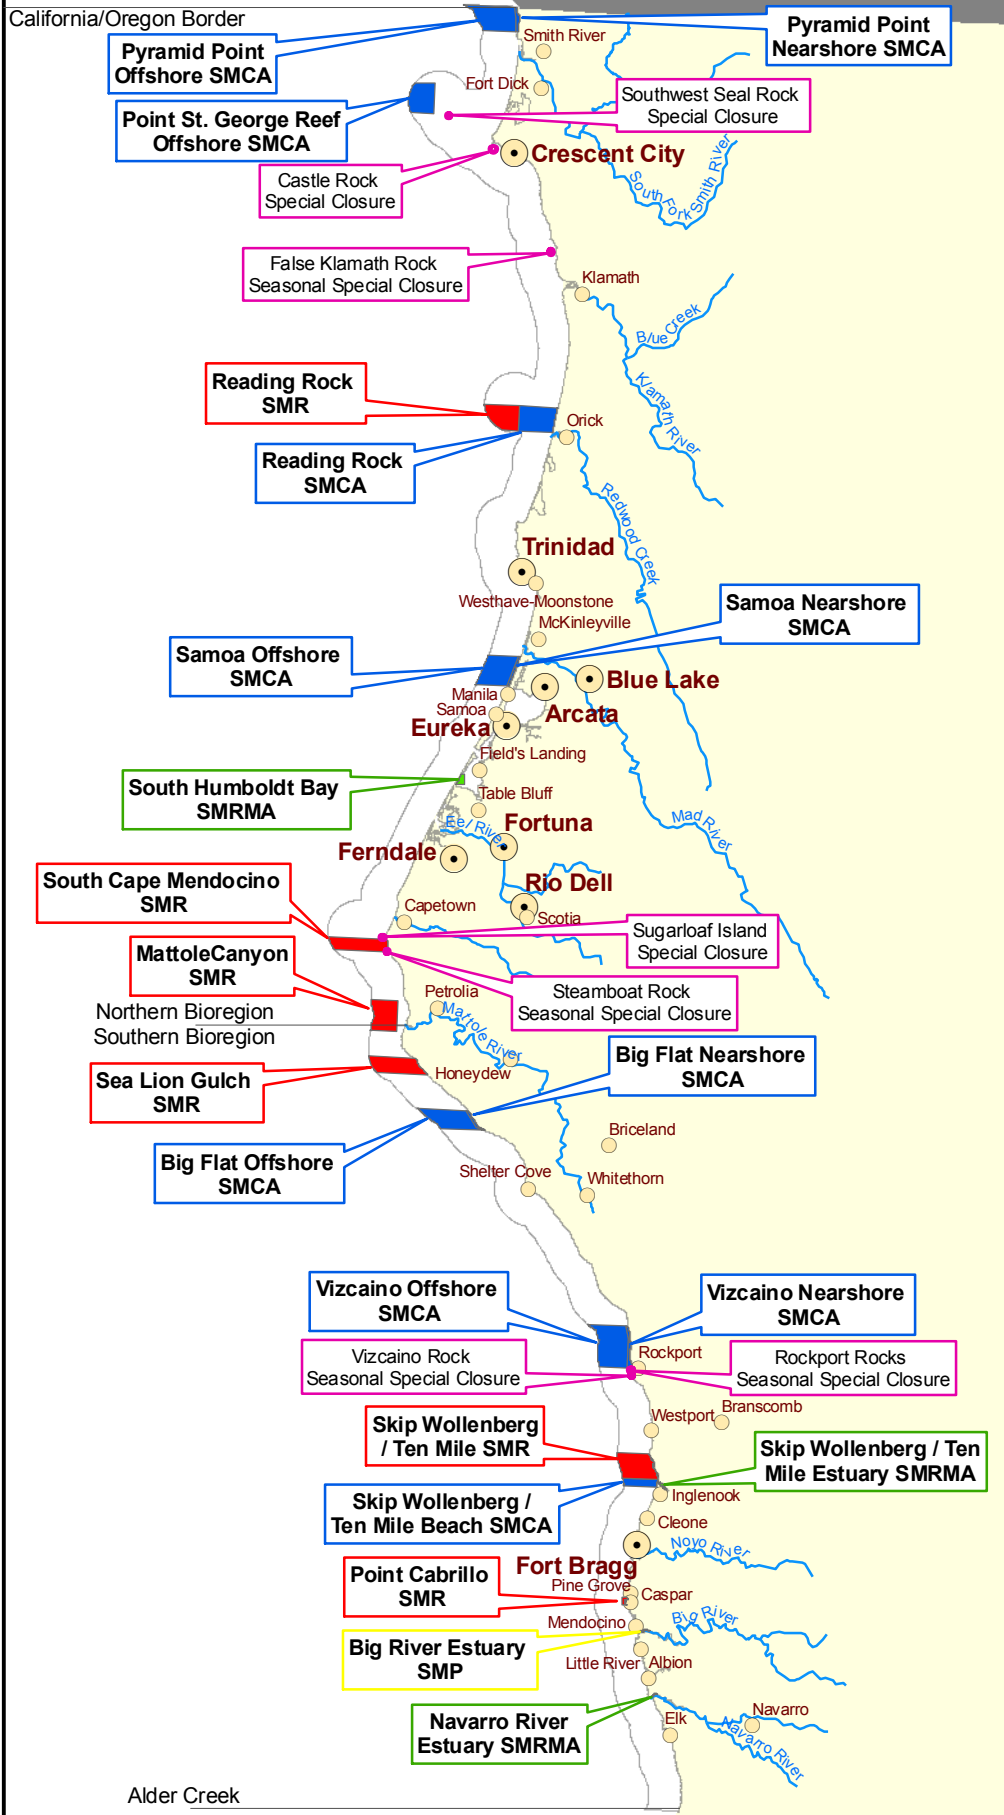 California/Oregon Border
Pyramid Point
Offshore SMCA
Pyramid Point
Nearshore SMCA
Smith River
Fort Dick
Point St. George Reef
Offshore SMCA
Southwest Seal Rock
Special Closure
Crescent City
South Fork Smith River
Castle Rock
Special Closure
False Klamath Rock
Seasonal Special Closure
Klamath
Blue Creek
Klamath River
Reading Rock
SMR
Orick
Reading Rock
SMCA
Redwood Creek
Trinidad
Westhave-Moonstone
Samoa Nearshore
SMCA
McKinleyville
Samoa Offshore
SMCA
Blue Lake
Manila
Samoa
Arcata
Eureka
Field's Landing
South Humboldt Bay
SMRMA
Table Bluff
Eel River
Fortuna
Mad River
Ferndale
Rio Dell
South Cape Mendocino
SMR
Capetown
Scotia
Sugarloaf Island
Special Closure
MattoleCanyon
SMR
Steamboat Rock
Seasonal Special Closure
Petrolia
Northern Bioregion
Southern Bioregion
Mattole River
Big Flat Nearshore
SMCA
Honeydew
Sea Lion Gulch
SMR
Briceland
Big Flat Offshore
SMCA
Shelter Cove
Whitethorn
Vizcaino Offshore
SMCA
Vizcaino Nearshore
SMCA
Rockport
Vizcaino Rock
Seasonal Special Closure
Rockport Rocks
Seasonal Special Closure
Branscomb
Westport
Skip Wollenberg
/ Ten Mile SMR
Skip Wollenberg / Ten
Mile Estuary SMRMA
Inglenook
Skip Wollenberg /
Ten Mile Beach SMCA
Cleone
Noyo River
Fort Bragg
Point Cabrillo
SMR
Pine Grove
Caspar
Mendocino
Big River
Big River Estuary
SMP
Little River
Albion
Navarro River
Estuary SMRMA
Elk
Navarro
Navarro River
Alder Creek